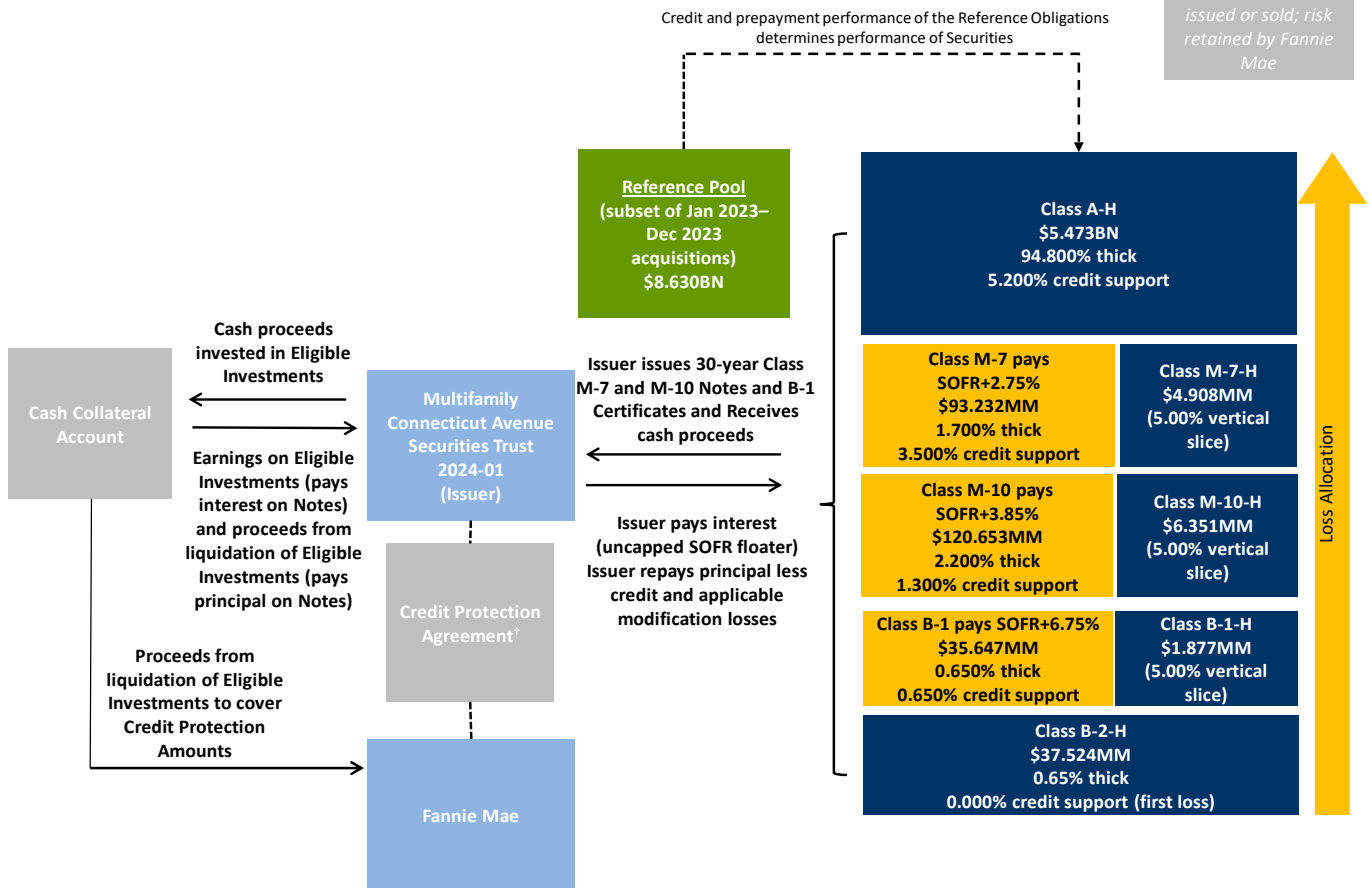 Credit and prepayment performance of the Reference Obligations
determines performance of Securities
issued or sold; risk
retained by Fannie
Mae
Reference Pool
(subset of Jan 2023–
Dec 2023
acquisitions)
$8.630BN
Class A-H
$5.473BN
94.800% thick
5.200% credit support
Cash proceeds
invested in Eligible
Investments
Cash Collateral
Account
Earnings on Eligible
Investments (pays
interest on Notes)
and proceeds from
liquidation of Eligible
Investments (pays
principal on Notes)
Multifamily
Connecticut Avenue
Securities Trust
2024-01
(Issuer)
Issuer issues 30-year Class
M-7 and M-10 Notes and B-1
Certificates and Receives
cash proceeds
Issuer pays interest
(uncapped SOFR floater)
Issuer repays principal less
credit and applicable
modification losses
Class M-7 pays
SOFR+2.75%
$93.232MM
1.700% thick
3.500% credit support
Class M-7-H
$4.908MM
(5.00% vertical
slice)
Class M-10 pays
SOFR+3.85%
$120.653MM
2.200% thick
1.300% credit support
Class M-10-H
$6.351MM
(5.00% vertical
slice)
Loss Allocation
Credit Protection
Agreement†
Class B-1 pays SOFR+6.75%
$35.647MM
0.650% thick
0.650% credit support
Class B-1-H
$1.877MM
(5.00% vertical
slice)
Proceeds from
liquidation of Eligible
Investments to cover
Credit Protection
Amounts
Fannie Mae
Class B-2-H
$37.524MM
0.65% thick
0.000% credit support (first loss)